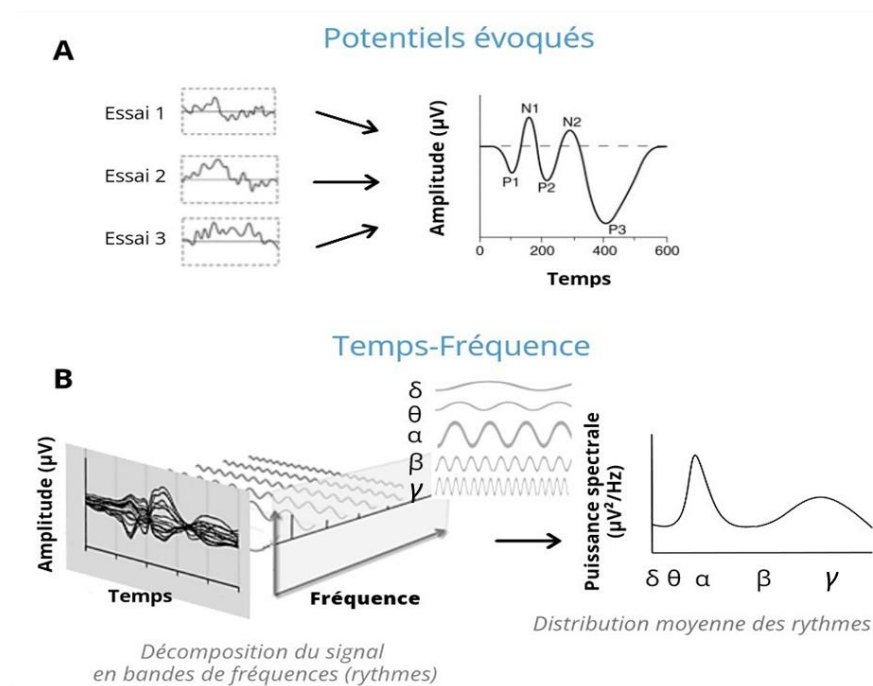 A
Potentiels évoqués
Essai 1
Essai 2
Essai 3
Amplitude (µV)
N1
N2
P1
P2
P3
0
200
400
600
Temps
Temps-Fréquence
B
δ
θ
α
β
γ
Amplitude (µV)
Temps
Fréquence
Puissance spectrale
(µV²/Hz)
δ θ α β γ
Distribution moyenne des rythmes
Décomposition du signal
en bandes de fréquences (rythmes)